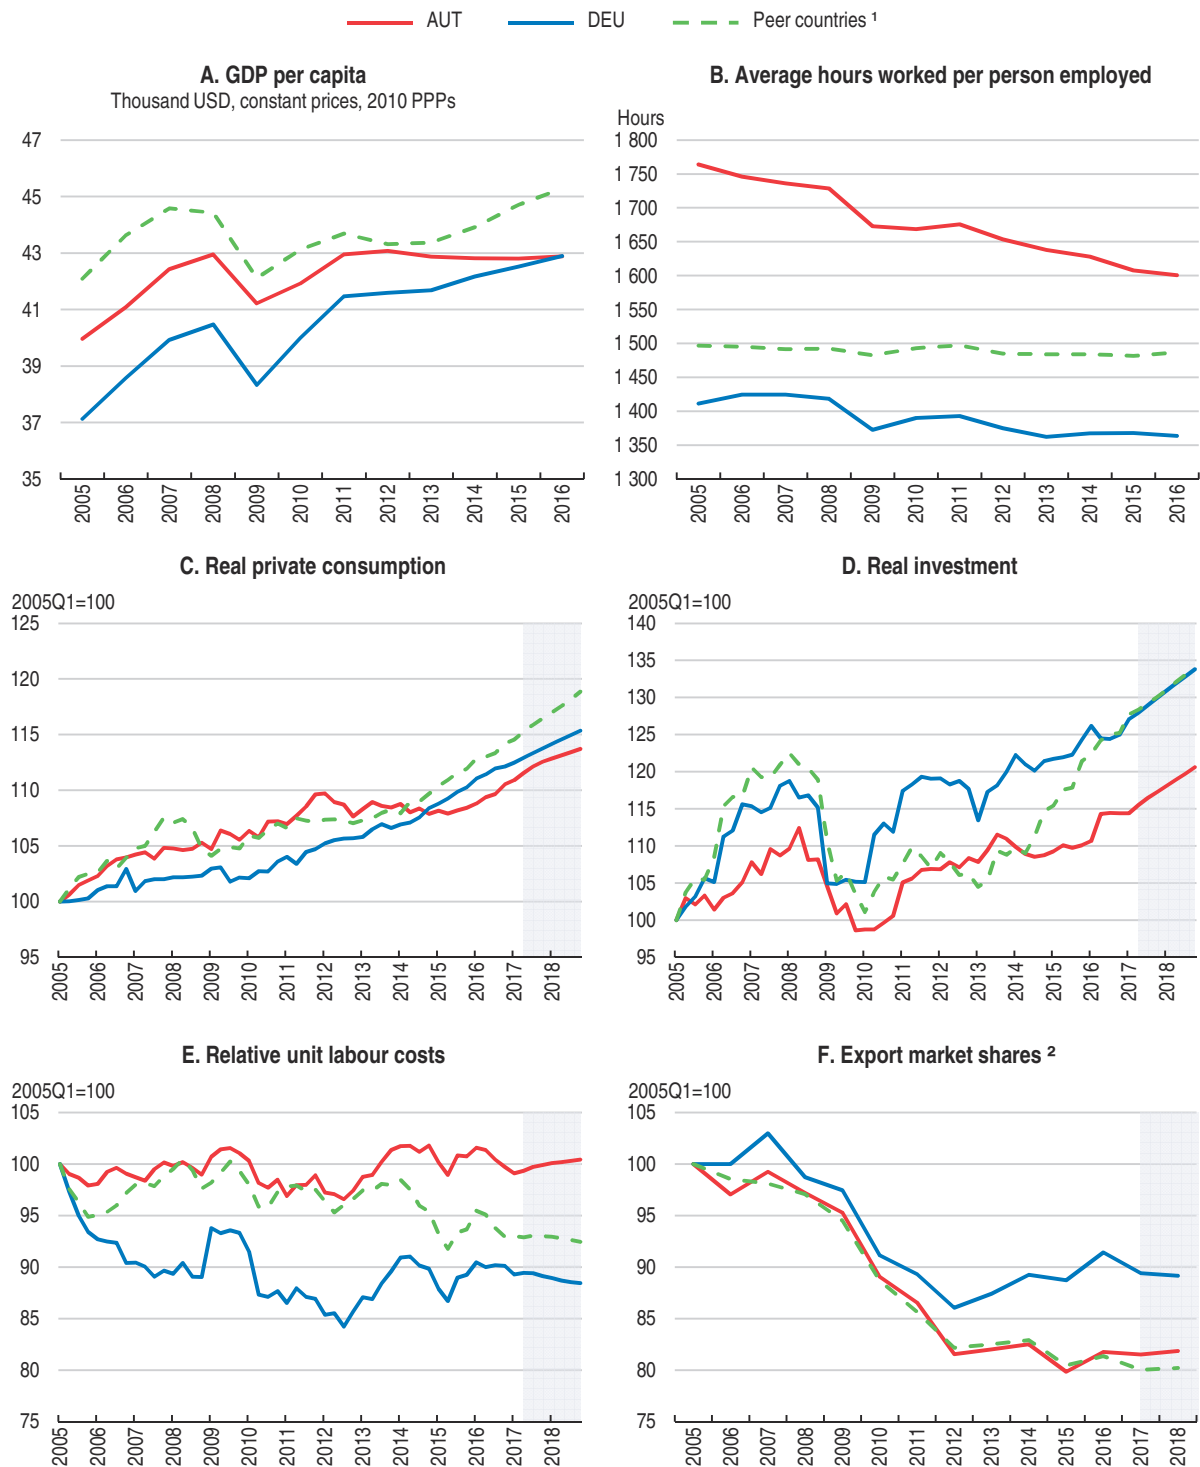 AUT DEU Peer countries ¹
A. GDP per capita
Thousand USD, constant prices, 2010 PPPs
47
45
43
41
39
37
35
2005 2006 2007 2008 2009 2010 2011 2012 2013 2014 2015 2016
B. Average hours worked per person employed
Hours
1 800
1 750
1 700
1 650
1 600
1 550
1 500
1 450
1 400
1 350
1 300
2005 2006 2007 2008 2009 2010 2011 2012 2013 2014 2015 2016
C. Real private consumption
2005Q1=100
125
120
115
110
105
100
95
2005 2006 2007 2008 2009 2010 2011 2012 2013 2014 2015 2016 2017 2018
D. Real investment
2005Q1=100
140
135
130
125
120
115
110
105
100
95
2005 2006 2007 2008 2009 2010 2011 2012 2013 2014 2015 2016 2017 2018
E. Relative unit labour costs
2005Q1=100
105
100
95
90
85
80
75
2005 2006 2007 2008 2009 2010 2011 2012 2013 2014 2015 2016 2017 2018
F. Export market shares ²
2005Q1=100
105
100
95
90
85
80
75
2005 2006 2007 2008 2009 2010 2011 2012 2013 2014 2015 2016 2017 2018